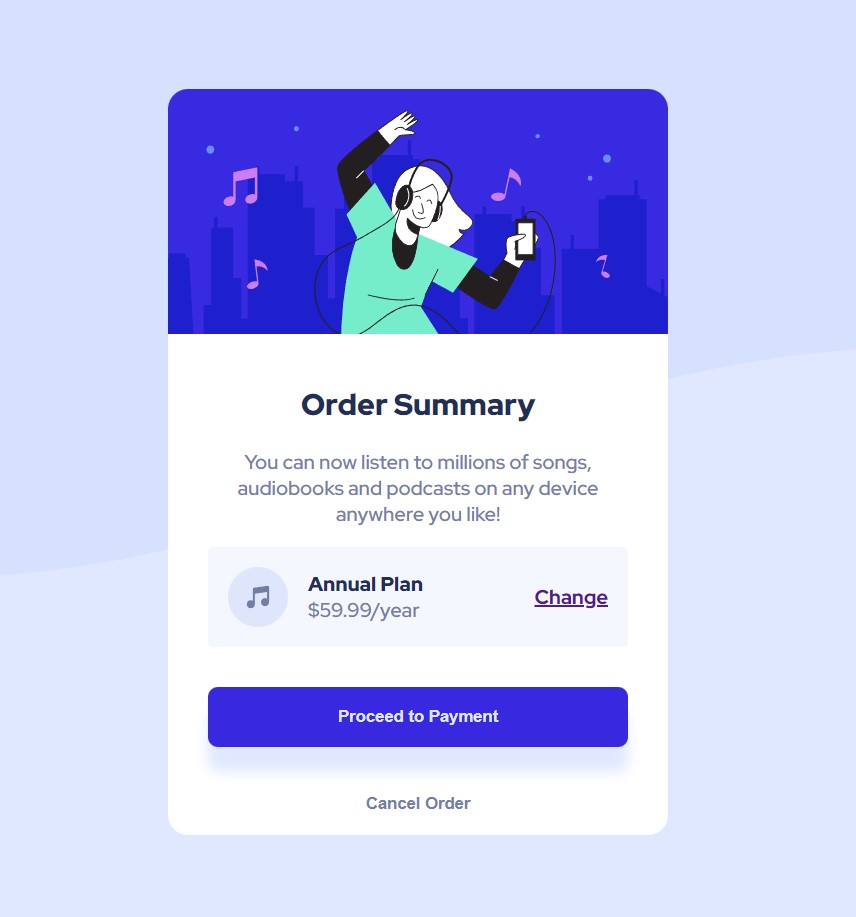 Order Summary
You can now listen to millions of songs,
audiobooks and podcasts on any device
anywhere you like!
Annual Plan
$59.99/year
Change
Proceed to Payment
Cancel Order